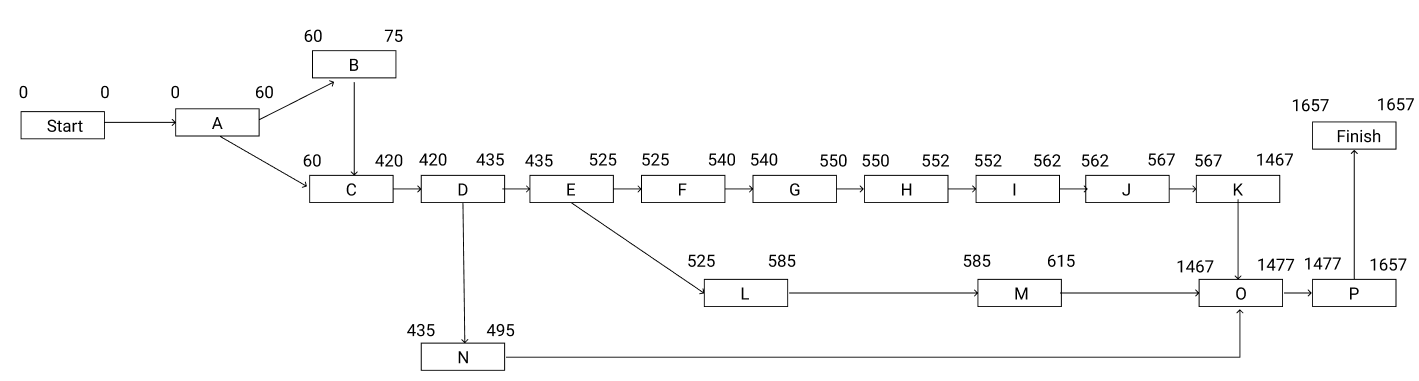 60 75
B
0 0 0 60
Start A
1657 1657
Finish
60 420 420 435 435 525 525 540 540 550 550 552 552 562 562 567 567 1467
C D E F G H I J K
525 585 585 615 1467 1477 1477 1657
L M O P
435 495
N